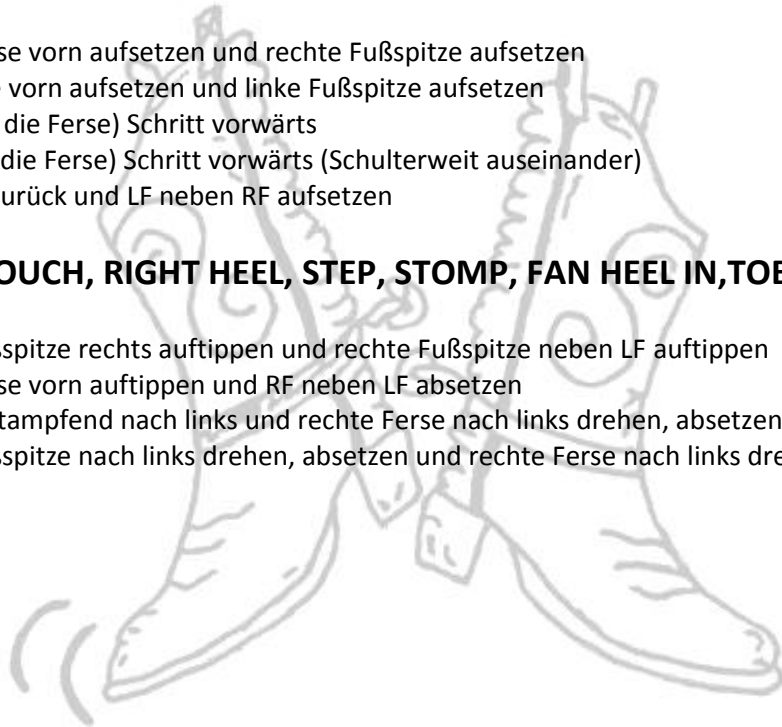 se vorn aufsetzen und rechte Fußspitze aufsetzen
vorn aufsetzen und linke Fußspitze aufsetzen
die Ferse) Schritt vorwärts
die Ferse) Schritt vorwärts (Schulterweit auseinander)
urück und LF neben RF aufsetzen
OUCH, RIGHT HEEL, STEP, STOMP, FAN HEEL IN,TOE
sspitze rechts auftippen und rechte Fußspitze neben LF auftippen
se vorn auftippen und RF neben LF absetzen
tampfend nach links und rechte Ferse nach links drehen, absetzen
sspitze nach links drehen, absetzen und rechte Ferse nach links dre